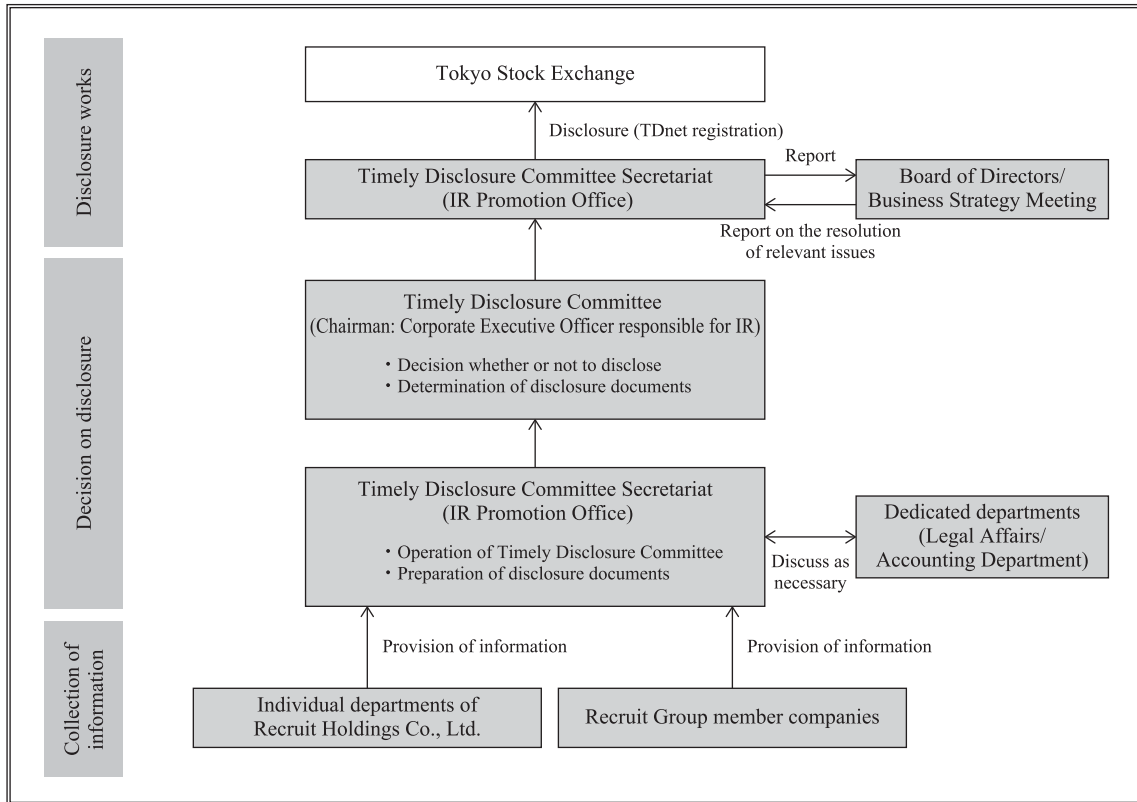 Disclosure works
Tokyo Stock Exchange
Disclosure (TDnet registration)
Timely Disclosure Committee Secretariat
(IR Promotion Office)
Report
Board of Directors/
Business Strategy Meeting
Report on the resolution
of relevant issues
Decision on disclosure
Timely Disclosure Committee
(Chairman: Corporate Executive Officer responsible for IR)
・Decision whether or not to disclose
・Determination of disclosure documents
Timely Disclosure Committee Secretariat
(IR Promotion Office)
・Operation of Timely Disclosure Committee
・Preparation of disclosure documents
Discuss as
necessary
Dedicated departments
(Legal Affairs/
Accounting Department)
Collection of
information
Provision of information
Provision of information
Individual departments of
Recruit Holdings Co., Ltd.
Recruit Group member companies